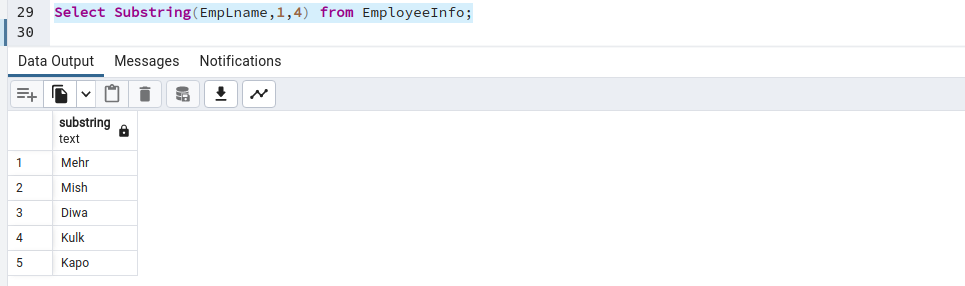 29 Select Substring(EmpLname,1,4) from EmployeeInfo;
30
Data Output Messages Notifications
substring
text
1 Mehr
2 Mish
3 Diwa
4 Kulk
5 Kapo